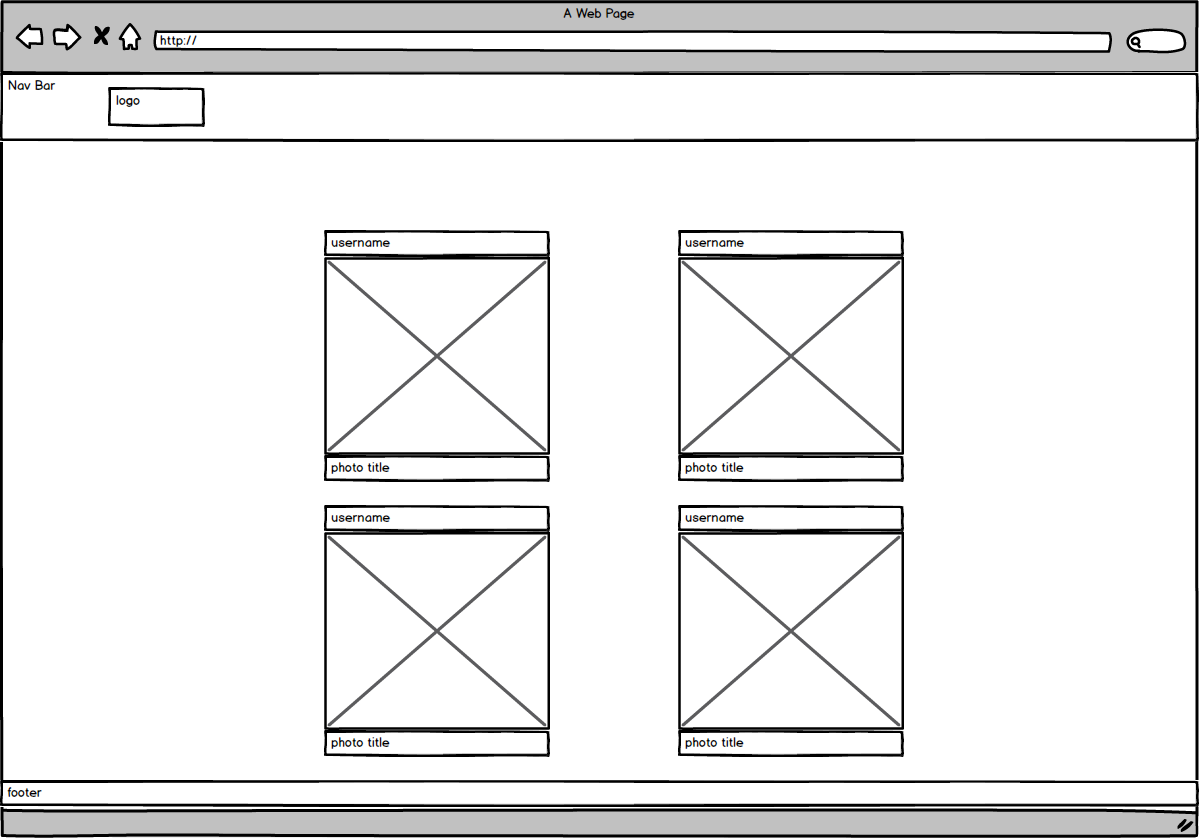 A Web Page
http://
Nav Bar
logo
username
username
photo title
photo title
username
username
photo title
photo title
footer